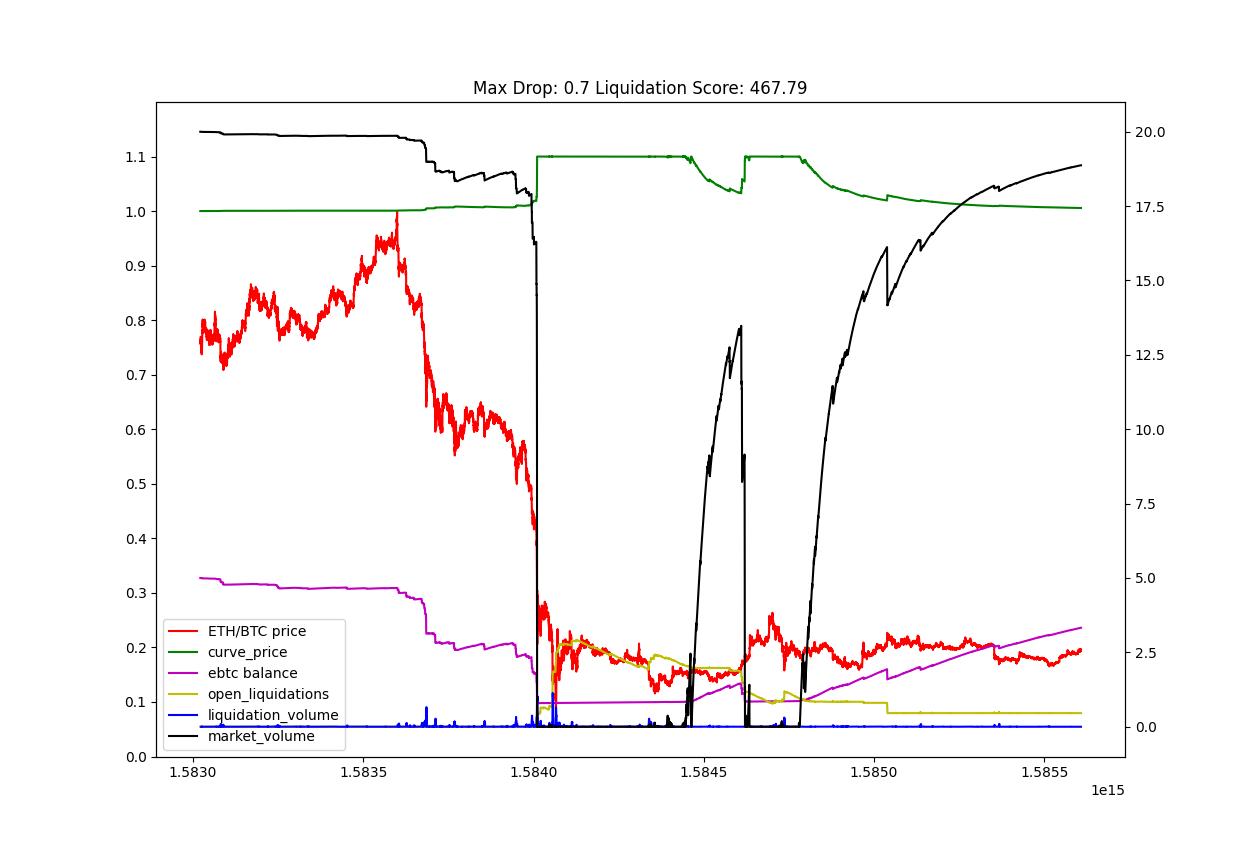 Max Drop: 0.7 Liquidation Score: 467.79
1.1
1.0
0.9
0.8
0.7
0.6
0.5
0.4
0.3
0.2
0.1
0.0
20.0
17.5
15.0
12.5
10.0
7.5
5.0
2.5
0.0
ETH/BTC price
curve_price
ebtc balance
open_liquidations
liquidation_volume
market_volume
1.5830 1.5835 1.5840 1.5845 1.5850 1.5855
1e15